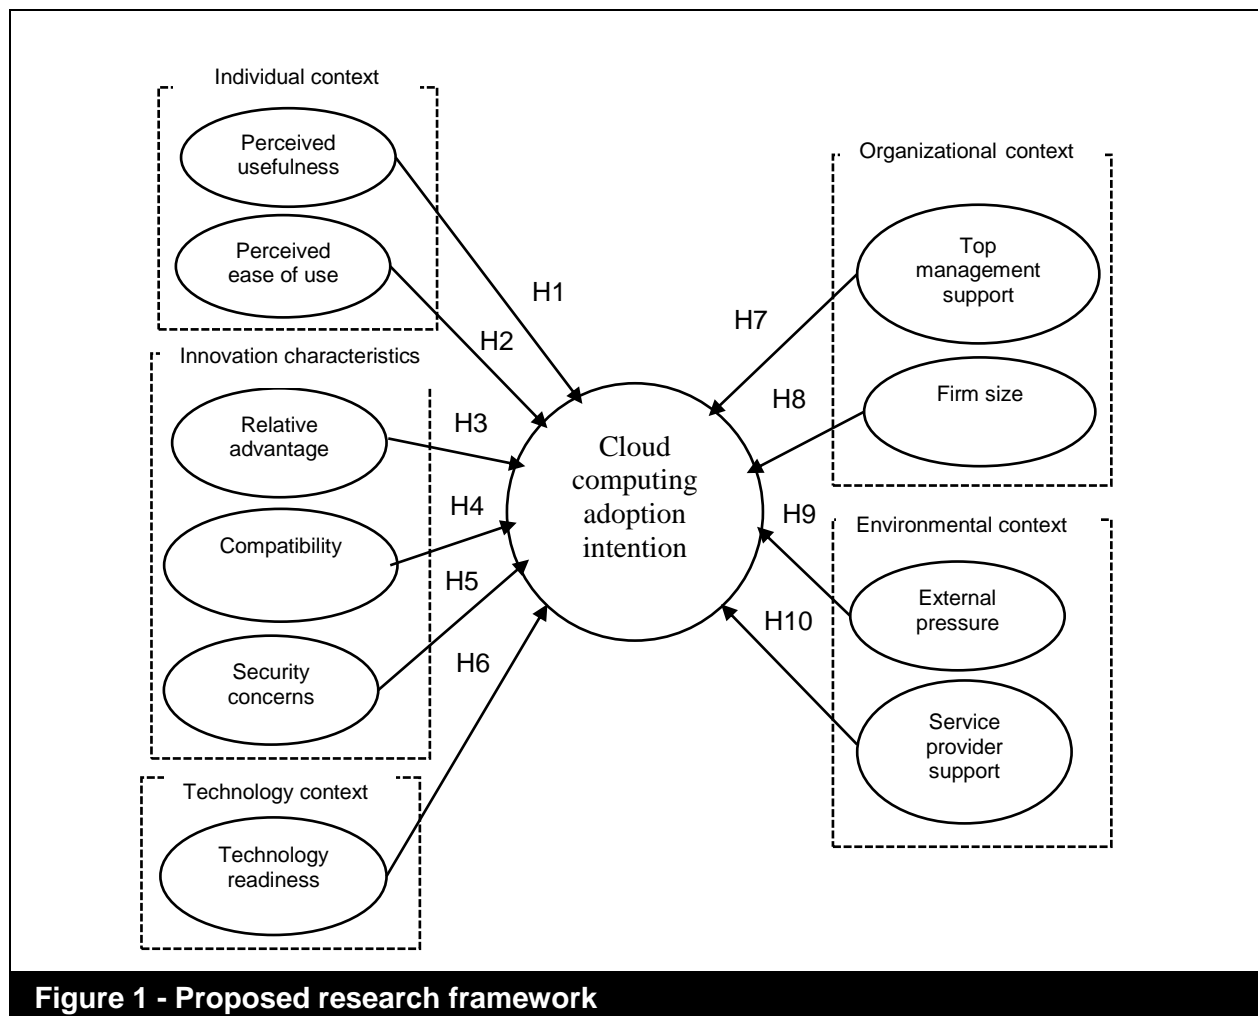 Individual context
Perceived
usefulness
Perceived
ease of use
H1
H2
Innovation characteristics
Relative
advantage
H3
Compatibility
H4
Security
concerns
H5
Technology context
Technology
readiness
H6
Cloud
computing
adoption
intention
Organizational context
Top
management
support
H7
Firm size
H8
Environmental context
External
pressure
H9
Service
provider
support
H10
Figure 1 - Proposed research framework